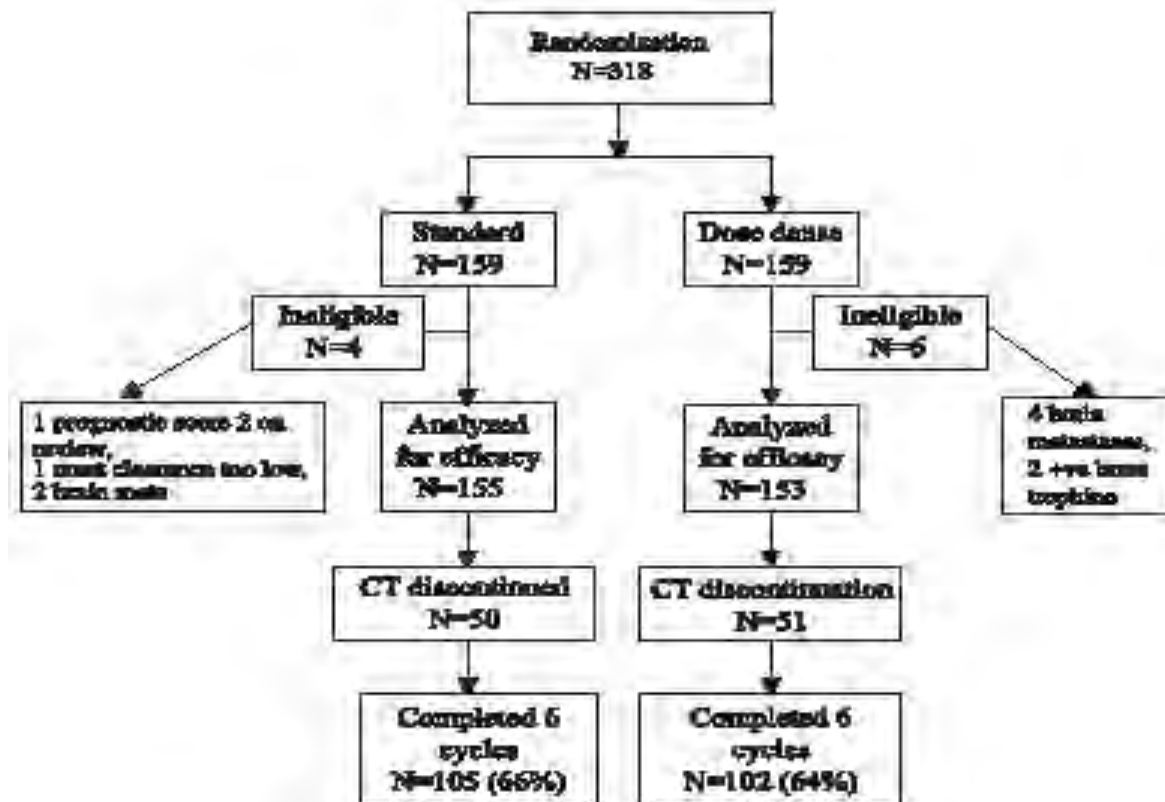 Randomization
N=318
Standard
N=159
Dose dense
N=159
Ineligible
N=4
Ineligible
N=6
1 prognostic score 2 on
review,
1 creat clearance too low,
2 brain mets
Analyzed
for efficacy
N=155
Analyzed
for efficacy
N=153
4 brain
metastases,
2 +ve bone
trephine
CT discontinued
N=50
CT discontinuation
N=51
Completed 6
cycles
N=105 (66%)
Completed 6
cycles
N=102 (64%)